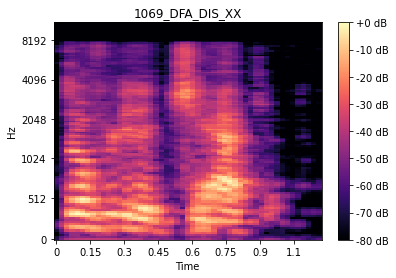 1069_DFA_DIS_XX
8192
4096
2048
1024
512
0
Hz
0 0.15 0.3 0.45 0.6 0.75 0.9 1.1
Time
+0 dB
-10 dB
-20 dB
-30 dB
-40 dB
-50 dB
-60 dB
-70 dB
-80 dB